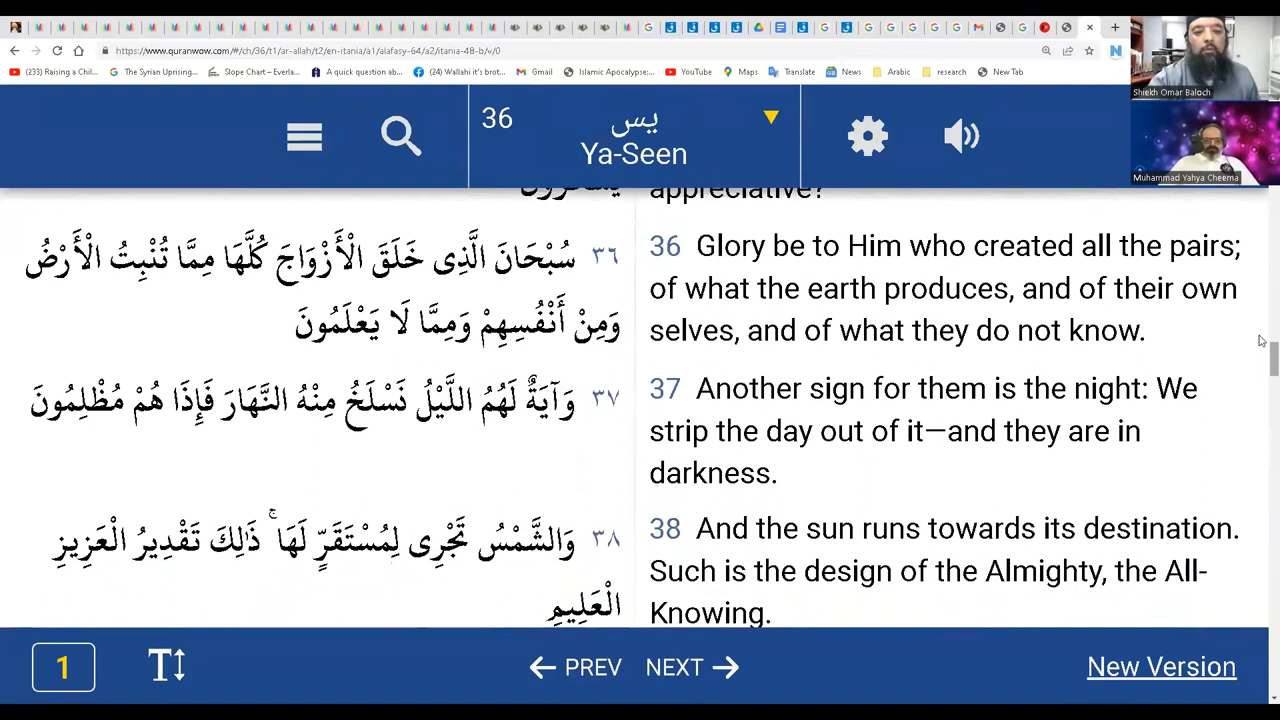 https://www.quranwow.com/#/ch/36/t1/ar-allah/t2/en-itania/a1/alafasy-64/a2/itania-48-b/v/0
(233) Raising a Chil...
The Syrian Uprising...
Slope Chart – Everla...
A quick question ab...
(24) Wallahi it's brot...
Gmail
Islamic Apocalypse:...
YouTube
Maps
Translate
News
Arabic
research
New Tab
Shiekh Omar Baloch
Muhammad Yahya Cheema
36
يس
Ya-Seen
appreciative?
٣٦ سُبْحَانَ الَّذِى خَلَقَ الْأَزْوَاجَ كُلَّهَا مِمَّا تُنْبِتُ الْأَرْضُ
وَمِنْ أَنْفُسِهِمْ وَمِمَّا لَا يَعْلَمُونَ
36 Glory be to Him who created all the pairs;
of what the earth produces, and of their own
selves, and of what they do not know.
٣٧ وَآيَةٌ لَهُمُ اللَّيْلُ نَسْلَخُ مِنْهُ النَّهَارَ فَإِذَا هُمْ مُظْلِمُونَ
37 Another sign for them is the night: We
strip the day out of it—and they are in
darkness.
٣٨ وَالشَّمْسُ تَجْرِى لِمُسْتَقَرٍّ لَهَا ۚ ذَٰلِكَ تَقْدِيرُ الْعَزِيزِ
الْعَلِيمِ
38 And the sun runs towards its destination.
Such is the design of the Almighty, the All-
Knowing.
1
T
PREV
NEXT
New Version